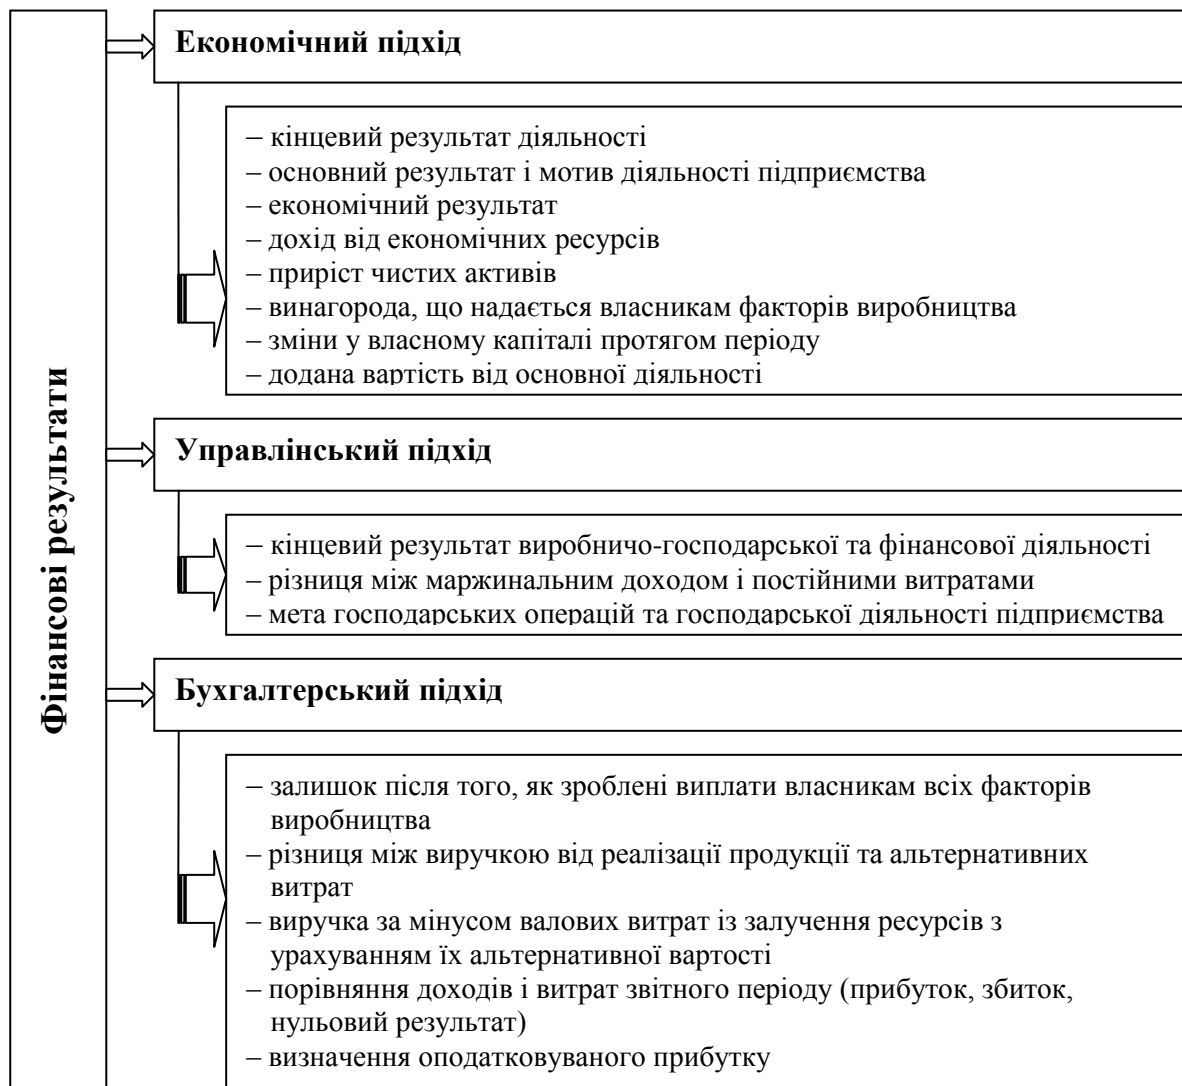 Фінансові результати
Економічний підхід
– кінцевий результат діяльності
– основний результат і мотив діяльності підприємства
– економічний результат
– дохід від економічних ресурсів
– приріст чистих активів
– винагорода, що надається власникам факторів виробництва
– зміни у власному капіталі протягом періоду
– додана вартість від основної діяльності
Управлінський підхід
– кінцевий результат виробничо-господарської та фінансової діяльності
– різниця між маржинальним доходом і постійними витратами
– мета господарських операцій та господарської діяльності підприємства
Бухгалтерський підхід
– залишок після того, як зроблені виплати власникам всіх факторів
виробництва
– різниця між виручкою від реалізації продукції та альтернативних
витрат
– виручка за мінусом валових витрат із залучення ресурсів з
урахуванням їх альтернативної вартості
– порівняння доходів і витрат звітного періоду (прибуток, збиток,
нульовий результат)
– визначення оподатковуваного прибутку